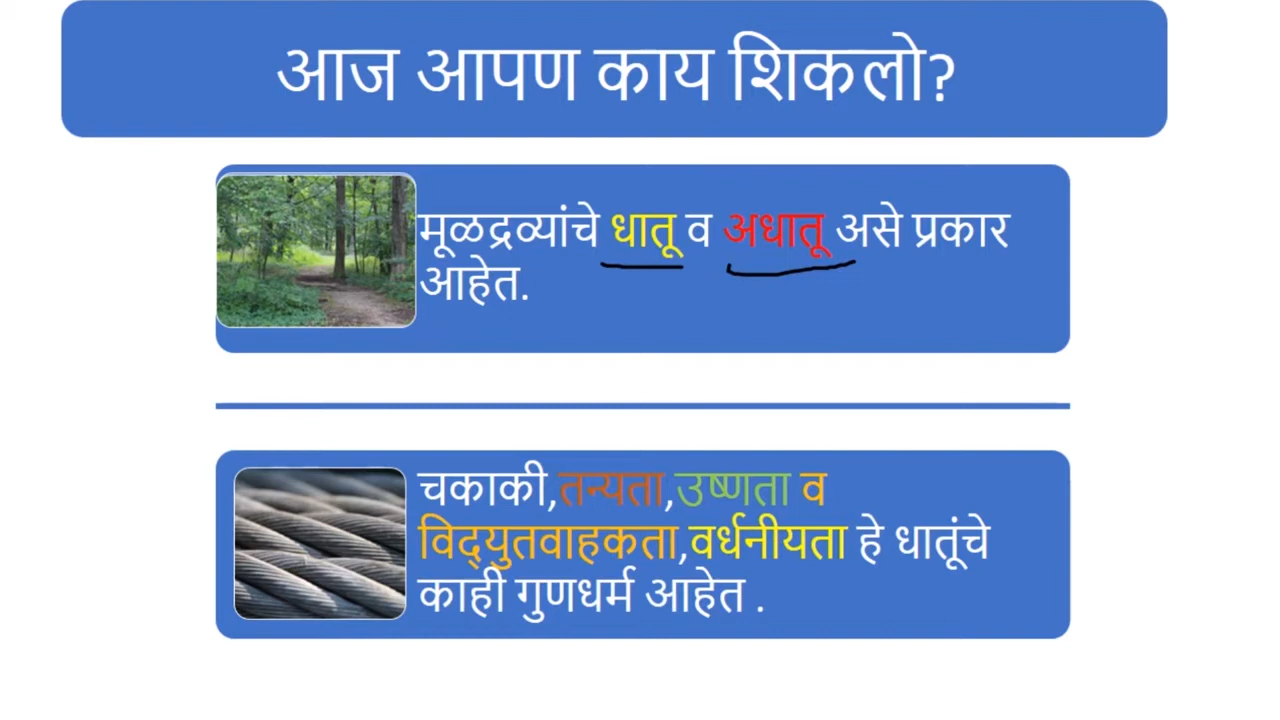 आज आपण काय शिकलो?
मूळद्रव्यांचे धातू व अधातू असे प्रकार
आहेत.
चकाकी,तन्यता,उष्णता व
विद्‌युतवाहकता,वर्धनीयता हे धातूंचे
काही गुणधर्म आहेत .